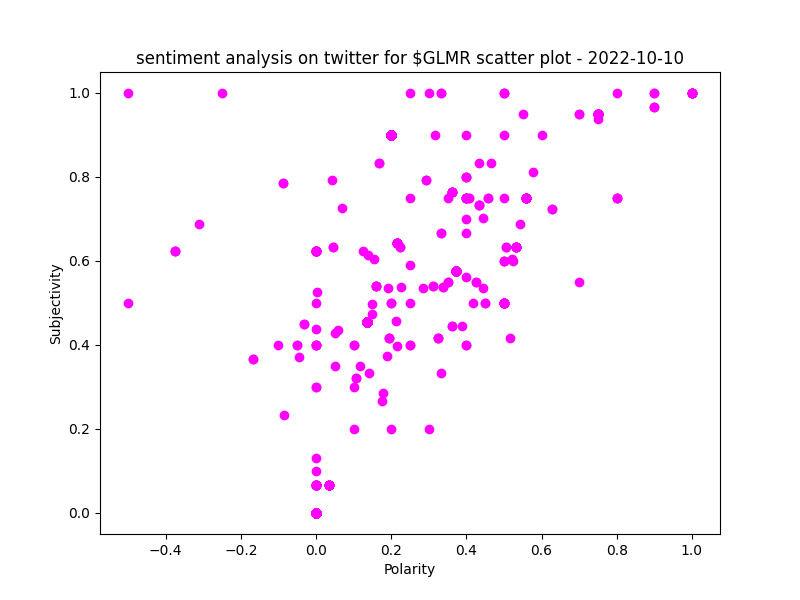 sentiment analysis on twitter for $GLMR scatter plot - 2022-10-10
1.0
0.8
0.6
0.4
0.2
0.0
Subjectivity
−0.4 −0.2 0.0 0.2 0.4 0.6 0.8 1.0
Polarity